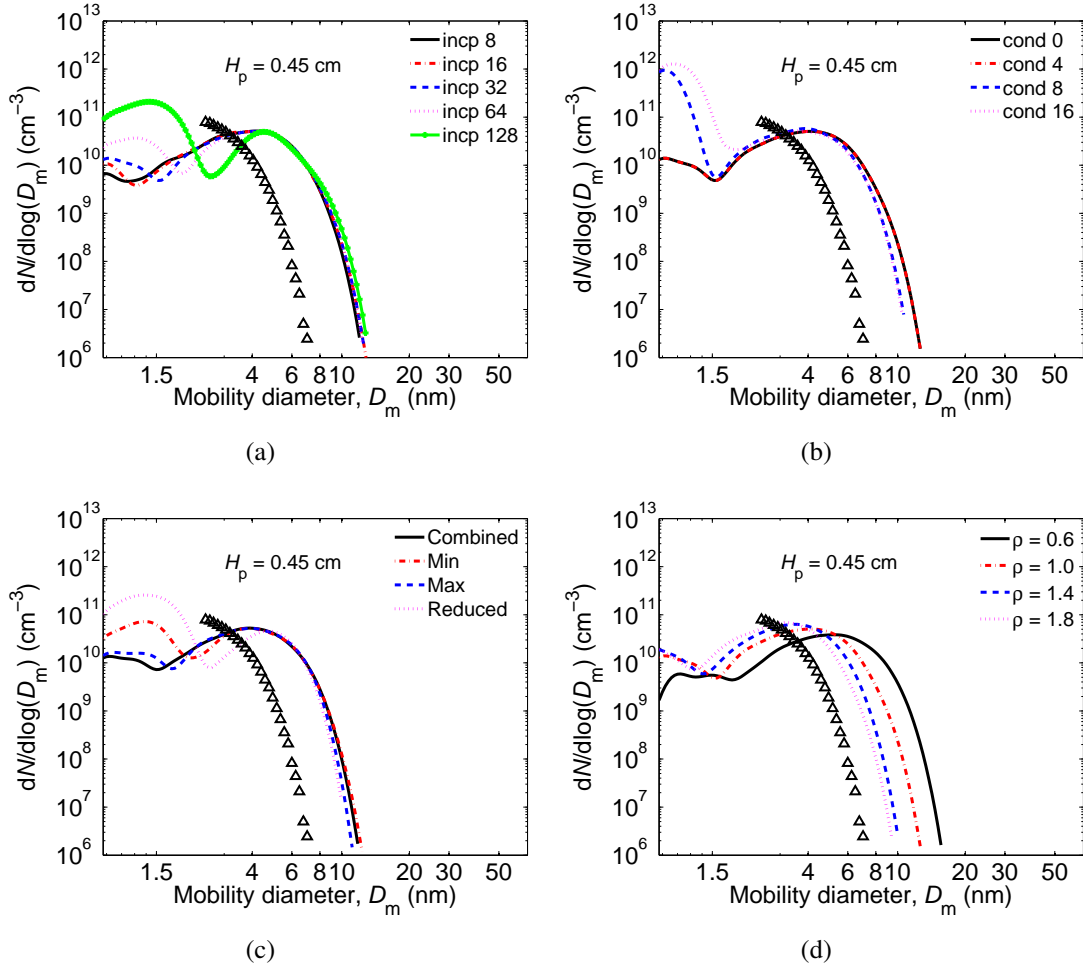 10^13
10^12
10^11
10^10
10^9
10^8
10^7
10^6
dN/dlog(D_m) (cm^−3)
H_p = 0.45 cm
incp 8
incp 16
incp 32
incp 64
incp 128
1.5 4 6 8 10 20 30 50
Mobility diameter, D_m (nm)
(a)
10^13
10^12
10^11
10^10
10^9
10^8
10^7
10^6
dN/dlog(D_m) (cm^−3)
H_p = 0.45 cm
cond 0
cond 4
cond 8
cond 16
1.5 4 6 8 10 20 30 50
Mobility diameter, D_m (nm)
(b)
10^13
10^12
10^11
10^10
10^9
10^8
10^7
10^6
dN/dlog(D_m) (cm^−3)
H_p = 0.45 cm
Combined
Min
Max
Reduced
1.5 4 6 8 10 20 30 50
Mobility diameter, D_m (nm)
(c)
10^13
10^12
10^11
10^10
10^9
10^8
10^7
10^6
dN/dlog(D_m) (cm^−3)
H_p = 0.45 cm
ρ = 0.6
ρ = 1.0
ρ = 1.4
ρ = 1.8
1.5 4 6 8 10 20 30 50
Mobility diameter, D_m (nm)
(d)